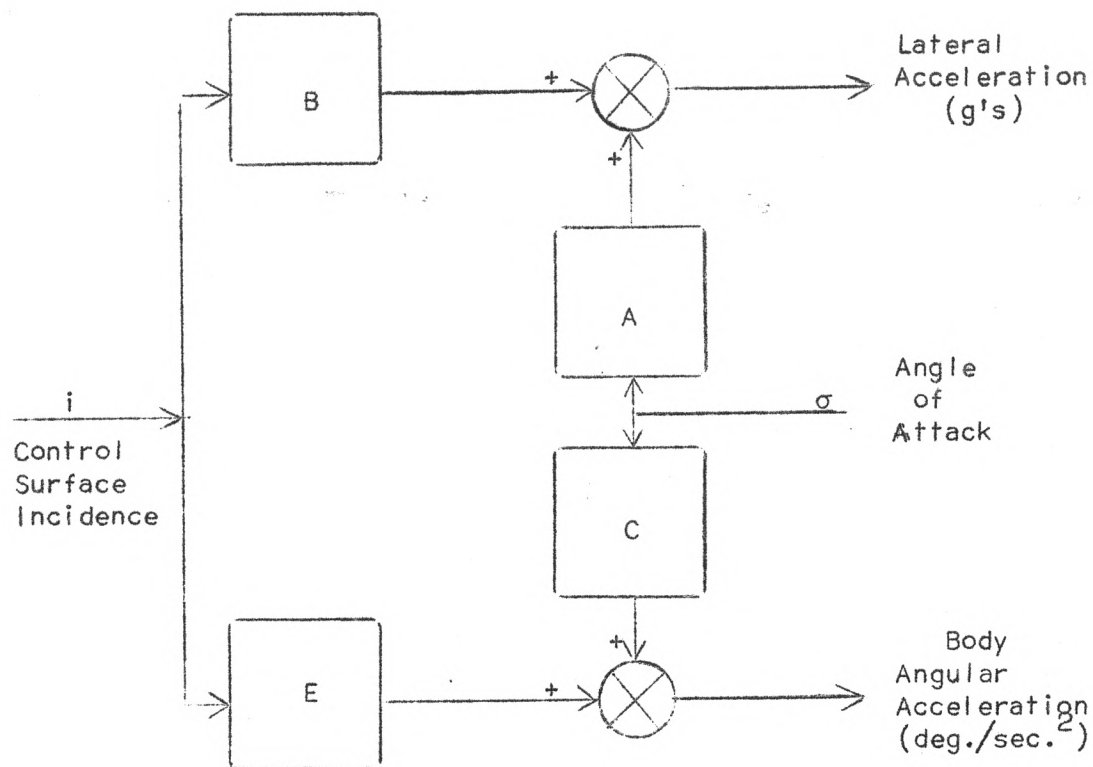 B
+
Lateral
Acceleration
(g's)
+
A
i
Control
Surface
Incidence
σ
Angle
of
Attack
C
+
E
+
Body
Angular
Acceleration
(deg./sec.²)